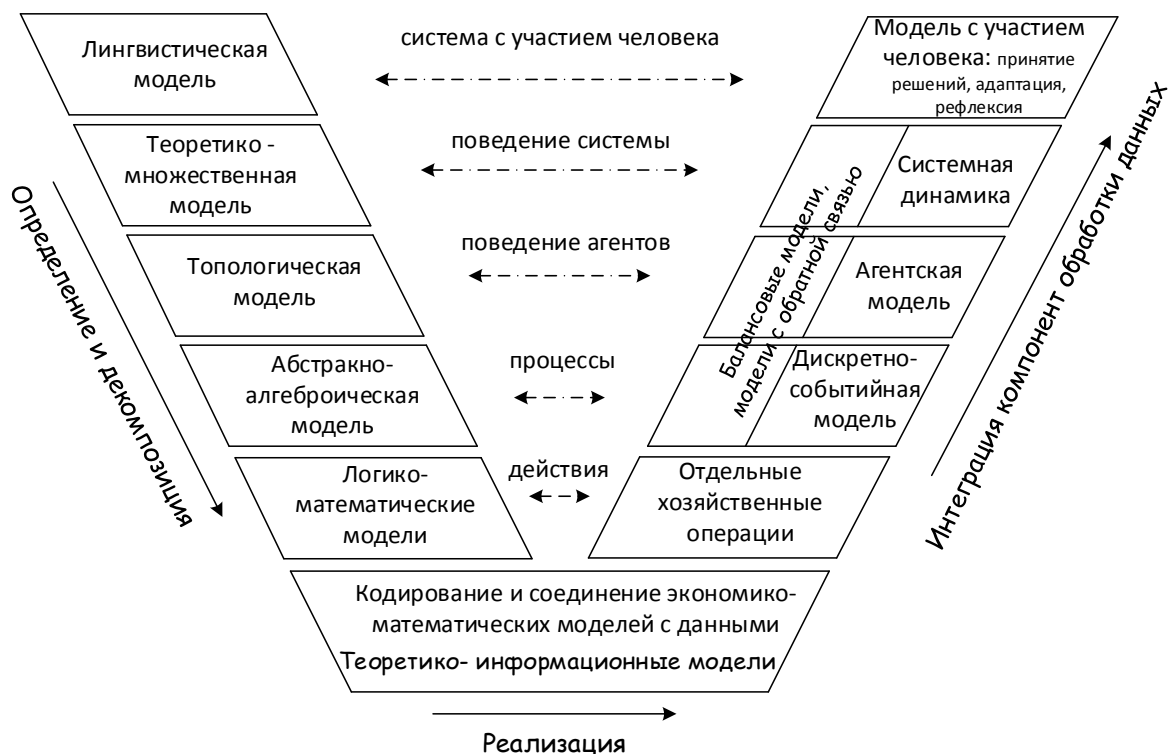 Лингвистическая
модель
система с участием человека
Модель с участием
человека: принятие
решений, адаптация,
рефлексия
Теоретико -
множественная
модель
поведение системы
Системная
динамика
Топологическая
модель
поведение агентов
Агентская
модель
Балансовые модели,
модели с обратной связью
Абстракно-
алгеброическая
модель
процессы
Дискретно-
событийная
модель
Логико-
математические
модели
действия
Отдельные
хозяйственные
операции
Кодирование и соединение экономико-
математических моделей с данными
Теоретико- информационные модели
Определение и декомпозиция
Реализация
Интеграция компонент обработки данных